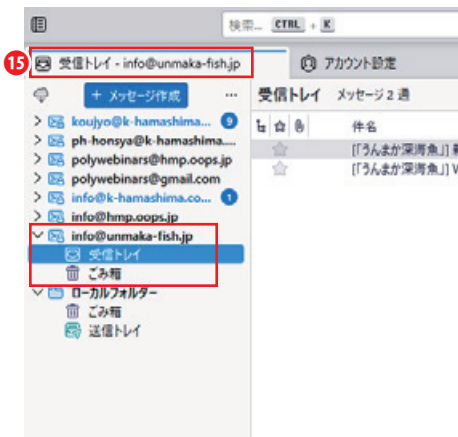 検索... CTRL + K
15 受信トレイ - info@unmaka-fish.jp
アカウント設定
+ メッセージ作成 ...
受信トレイ メッセージ 2 通
koujyo@k-hamashima... 9
件名
ph-honsya@k-hamashima....
[「うんまか深海魚」] 新
polywebinars@hmp.oops.jp
[「うんまか深海魚」] V
polywebinars@gmail.com
info@k-hamashima.co... 1
info@hmp.oops.jp
info@unmaka-fish.jp
受信トレイ
ごみ箱
ローカルフォルダー
ごみ箱
送信トレイ